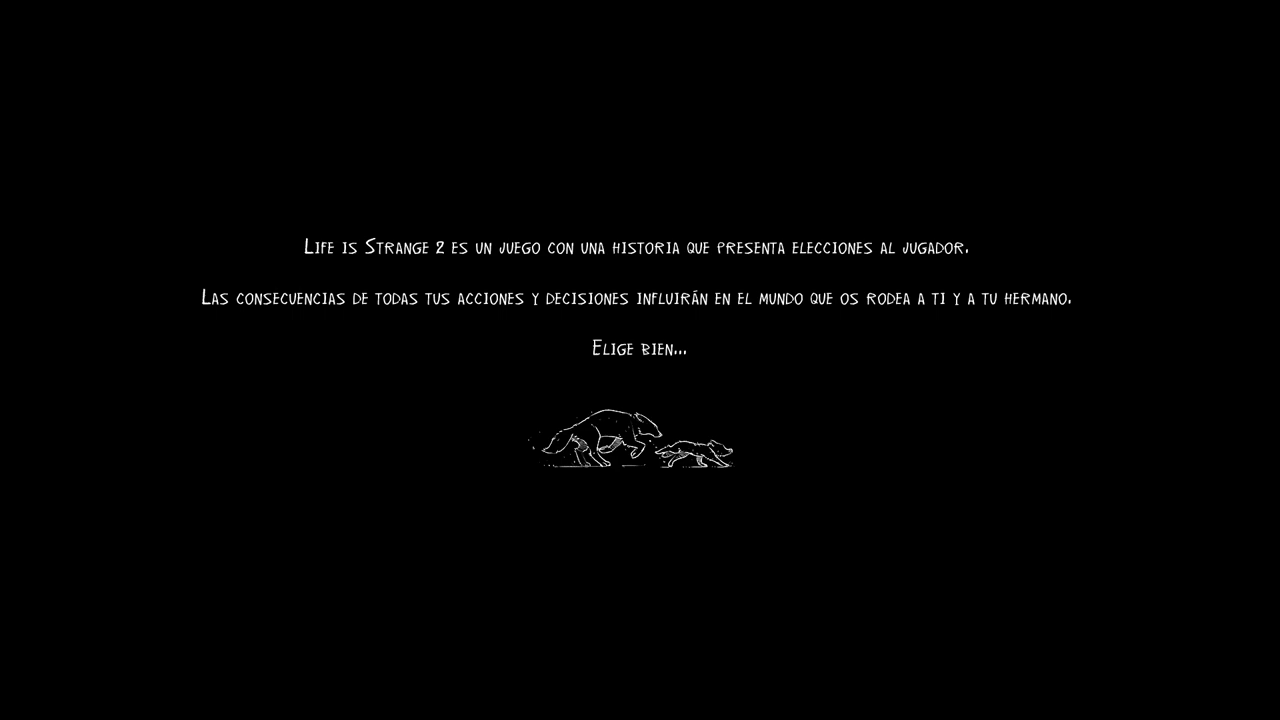 Life is Strange 2 es un juego con una historia que presenta elecciones al jugador.
Las consecuencias de todas tus acciones y decisiones influirán en el mundo que os rodea a ti y a tu hermano.
Elige bien...